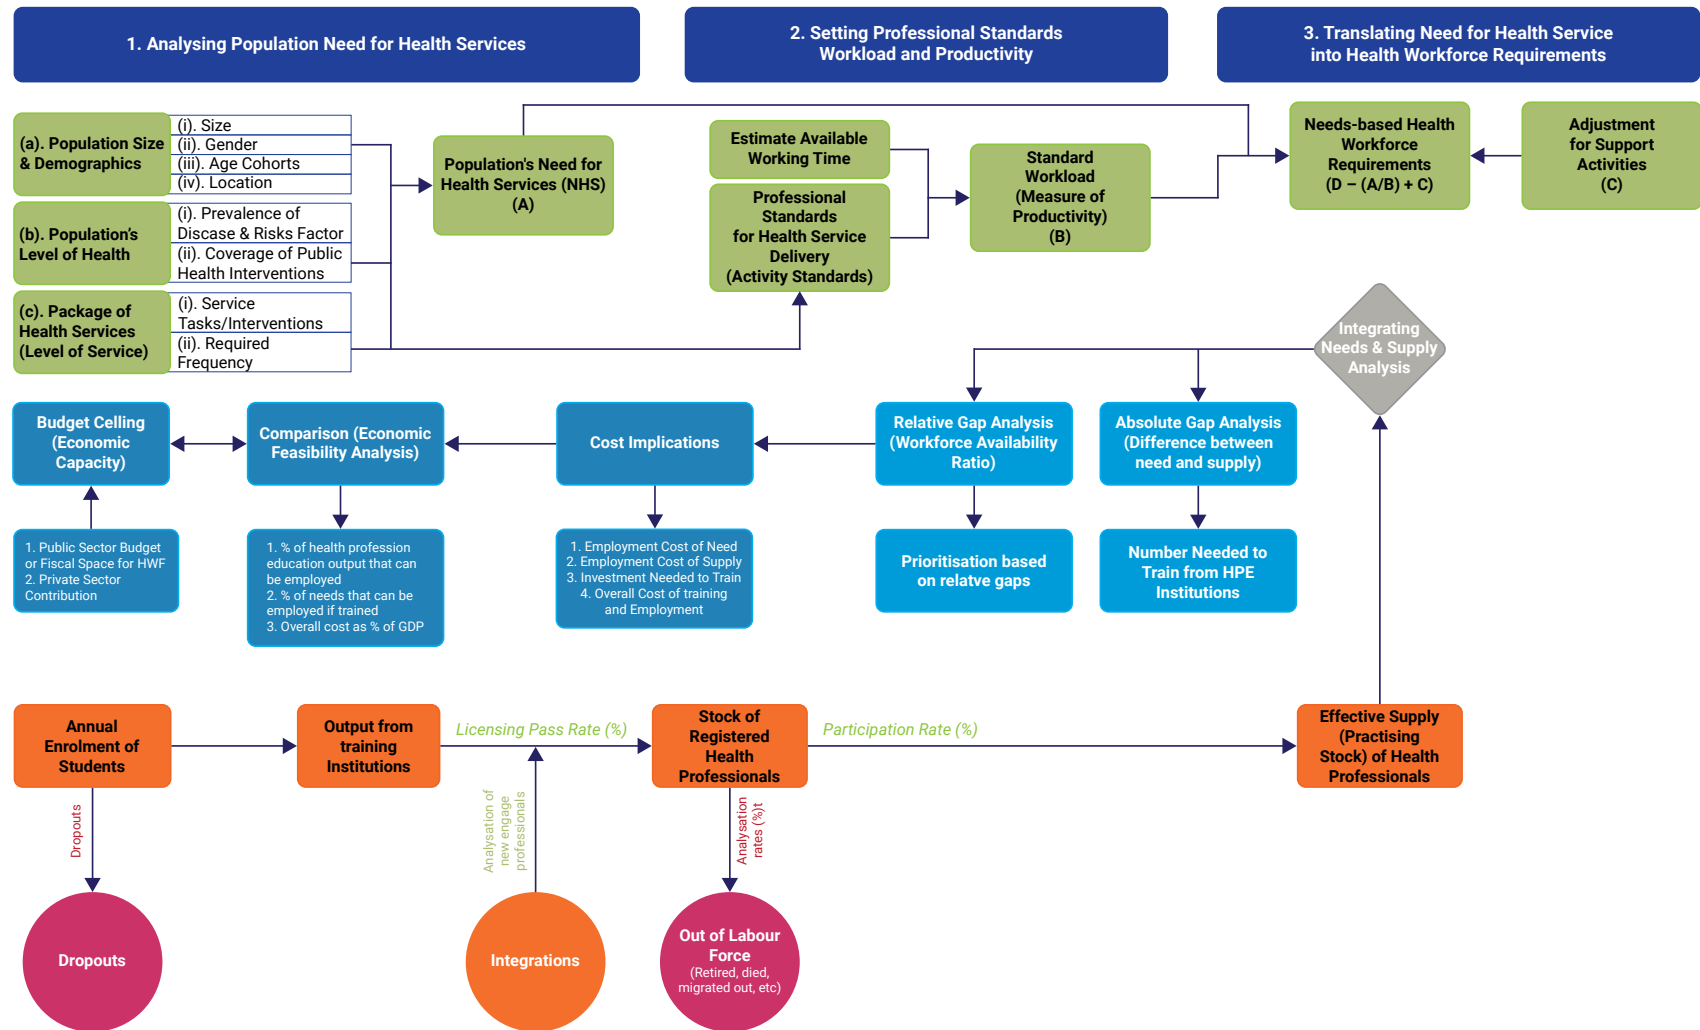 1. Analysing Population Need for Health Services
2. Setting Professional Standards
Workload and Productivity
3. Translating Need for Health Service
into Health Workforce Requirements
(a). Population Size
& Demographics
(i). Size
(ii). Gender
(iii). Age Cohorts
(iv). Location
(b). Population’s
Level of Health
(i). Prevalence of
Discase & Risks Factor
(ii). Coverage of Public
Health Interventions
(c). Package of
Health Services
(Level of Service)
(i). Service
Tasks/Interventions
(ii). Required
Frequency
Population's Need for
Health Services (NHS)
(A)
Estimate Available
Working Time
Professional
Standards
for Health Service
Delivery
(Activity Standards)
Standard
Workload
(Measure of
Productivity)
(B)
Needs-based Health
Workforce
Requirements
(D – (A/B) + C)
Adjustment
for Support
Activities
(C)
Integrating
Needs & Supply
Analysis
Budget Celling
(Economic
Capacity)
Comparison (Economic
Feasibility Analysis)
Cost Implications
Relative Gap Analysis
(Workforce Availability
Ratio)
Absolute Gap Analysis
(Difference between
need and supply)
1. Public Sector Budget
or Fiscal Space for HWF
2. Private Sector
Contribution
1. % of health profession
education output that can
be employed
2. % of needs that can be
employed if trained
3. Overall cost as % of GDP
1. Employment Cost of Need
2. Employment Cost of Supply
3. Investment Needed to Train
4. Overall Cost of training
and Employment
Prioritisation based
on relatve gaps
Number Needed to
Train from HPE
Institutions
Annual
Enrolment of
Students
Output from
training
Institutions
Licensing Pass Rate (%)
Stock of
Registered
Health
Professionals
Participation Rate (%)
Effective Supply
(Practising
Stock) of Health
Professionals
Dropouts
Analysation of
new engage
professionals
Analysation
rates (%)t
Dropouts
Integrations
Out of Labour
Force
(Retired, died,
migrated out, etc)